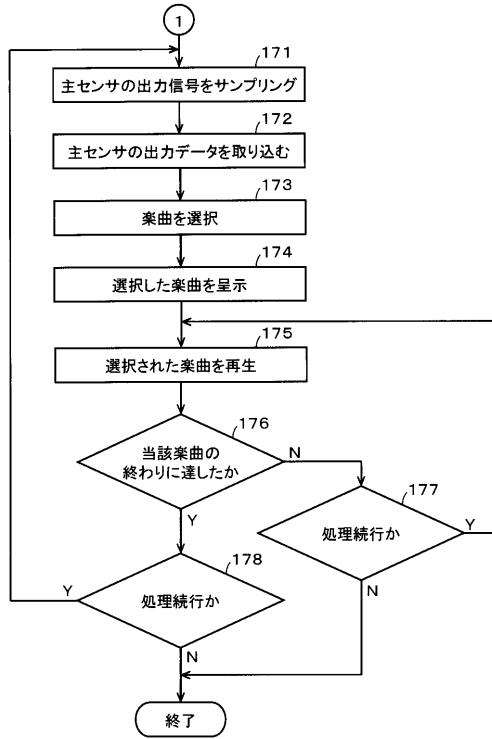 1
171
主センサの出力信号をサンプリング
172
主センサの出力データを取り込む
173
楽曲を選択
174
選択した楽曲を呈示
175
選択された楽曲を再生
176
当該楽曲の
終わりに達したか
N
Y
177
処理続行か
Y
N
178
処理続行か
Y
N
終了